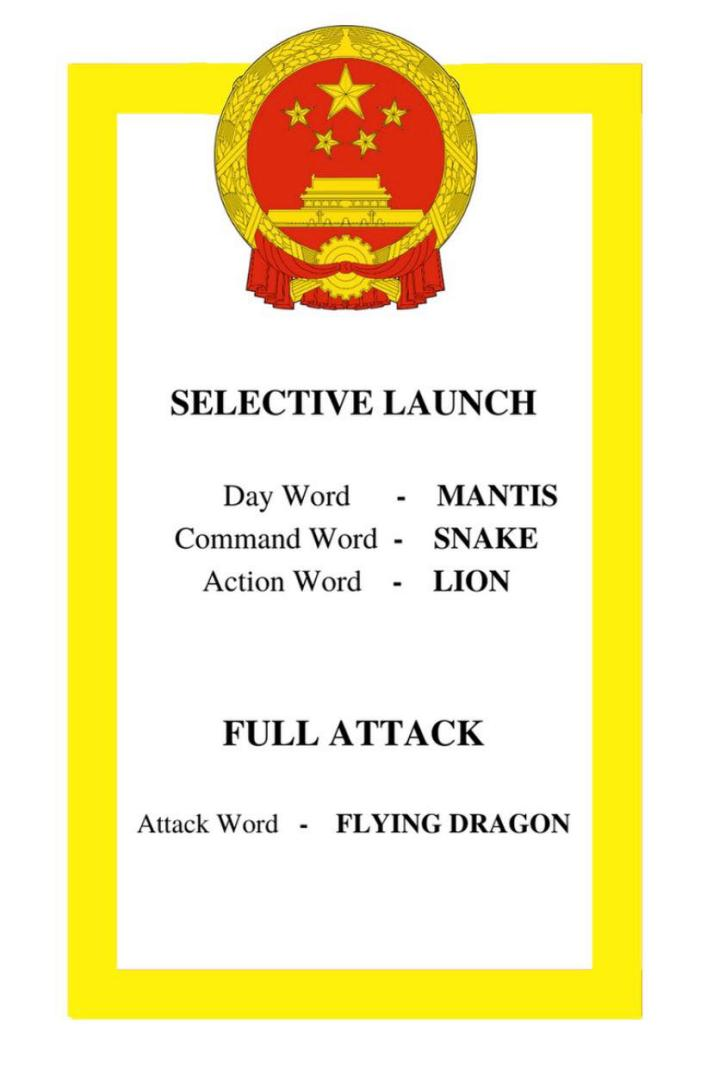 SELECTIVE LAUNCH
Day Word - MANTIS
Command Word - SNAKE
Action Word - LION
FULL ATTACK
Attack Word - FLYING DRAGON